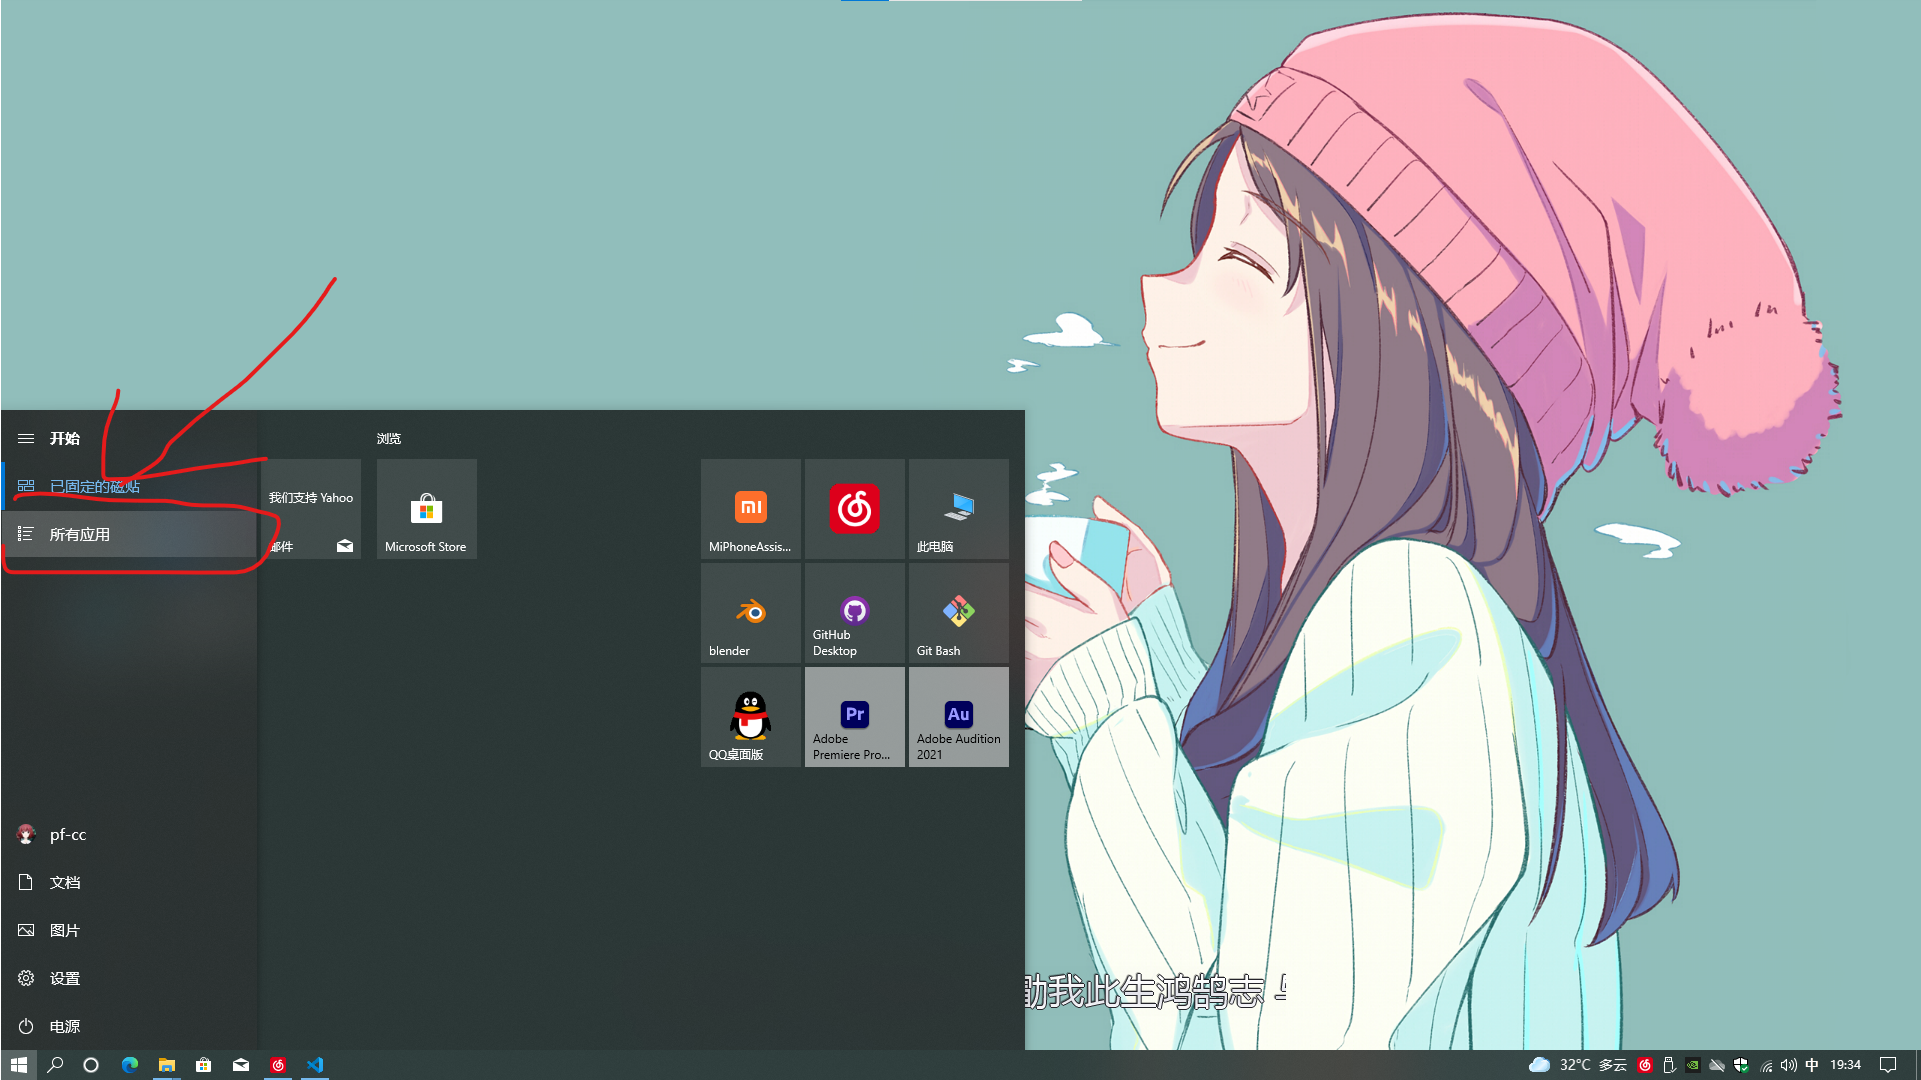 开始
已固定的磁贴
所有应用
浏览
我们支持 Yahoo
邮件
Microsoft Store
MiPhoneAssis...
此电脑
blender
GitHub
Desktop
Git Bash
QQ桌面版
Pr
Adobe
Premiere Pro...
Au
Adobe Audition
2021
pf-cc
文档
图片
设置
电源
勖我此生鸿鹄志
32°C 多云
中
19:34